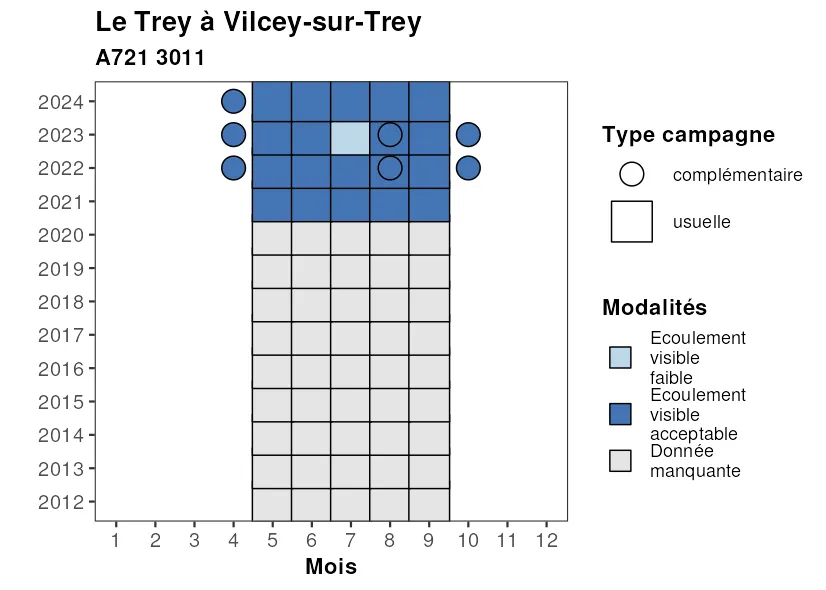 Le Trey à Vilcey-sur-Trey
A721 3011
2024
2023
2022
2021
2020
2019
2018
2017
2016
2015
2014
2013
2012
1 2 3 4 5 6 7 8 9 10 11 12
Mois
Type campagne
complémentaire
usuelle
Modalités
Ecoulement
visible
faible
Ecoulement
visible
acceptable
Donnée
manquante